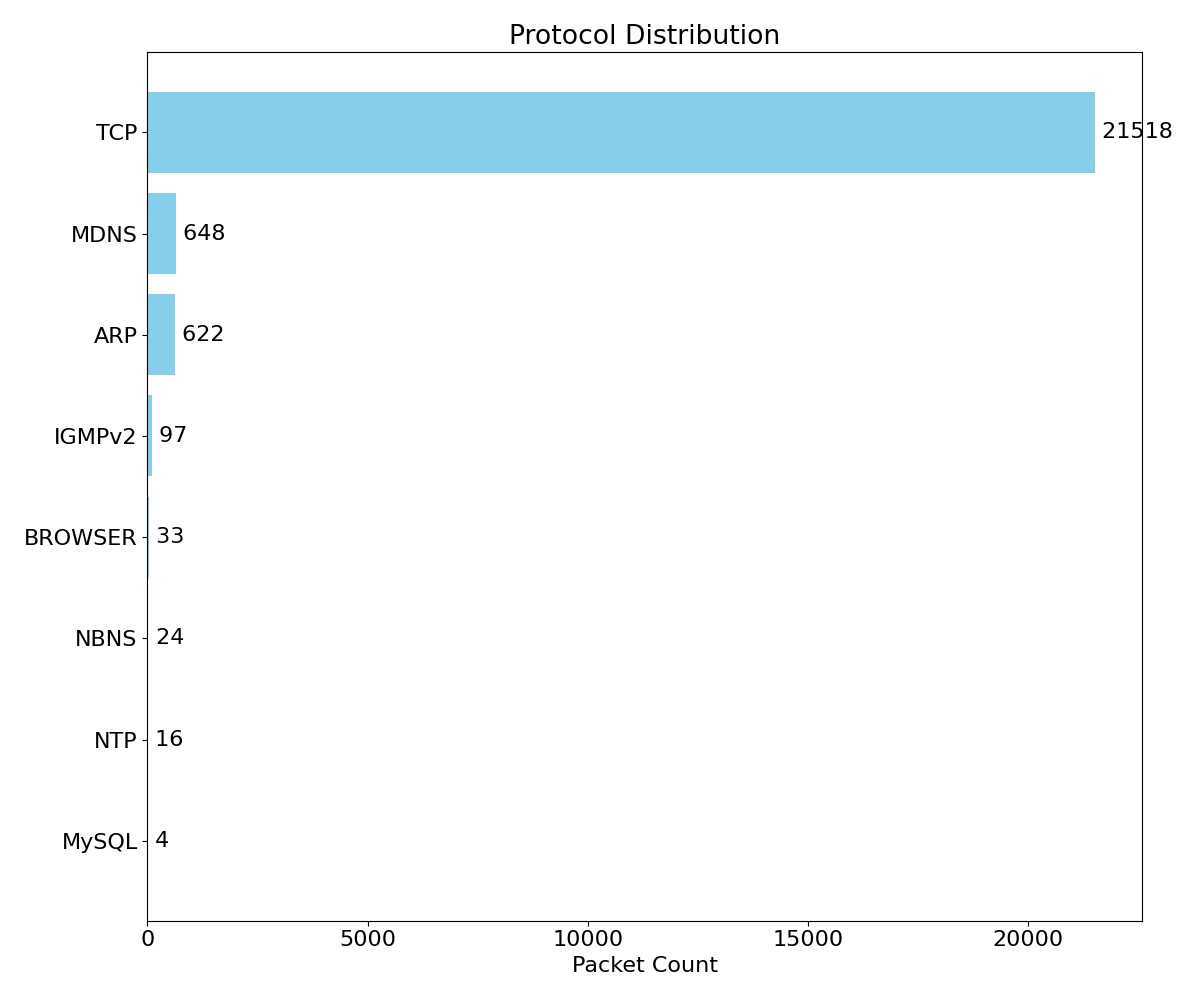 Protocol Distribution
TCP 21518
MDNS 648
ARP 622
IGMPv2 97
BROWSER 33
NBNS 24
NTP 16
MySQL 4
0 5000 10000 15000 20000
Packet Count